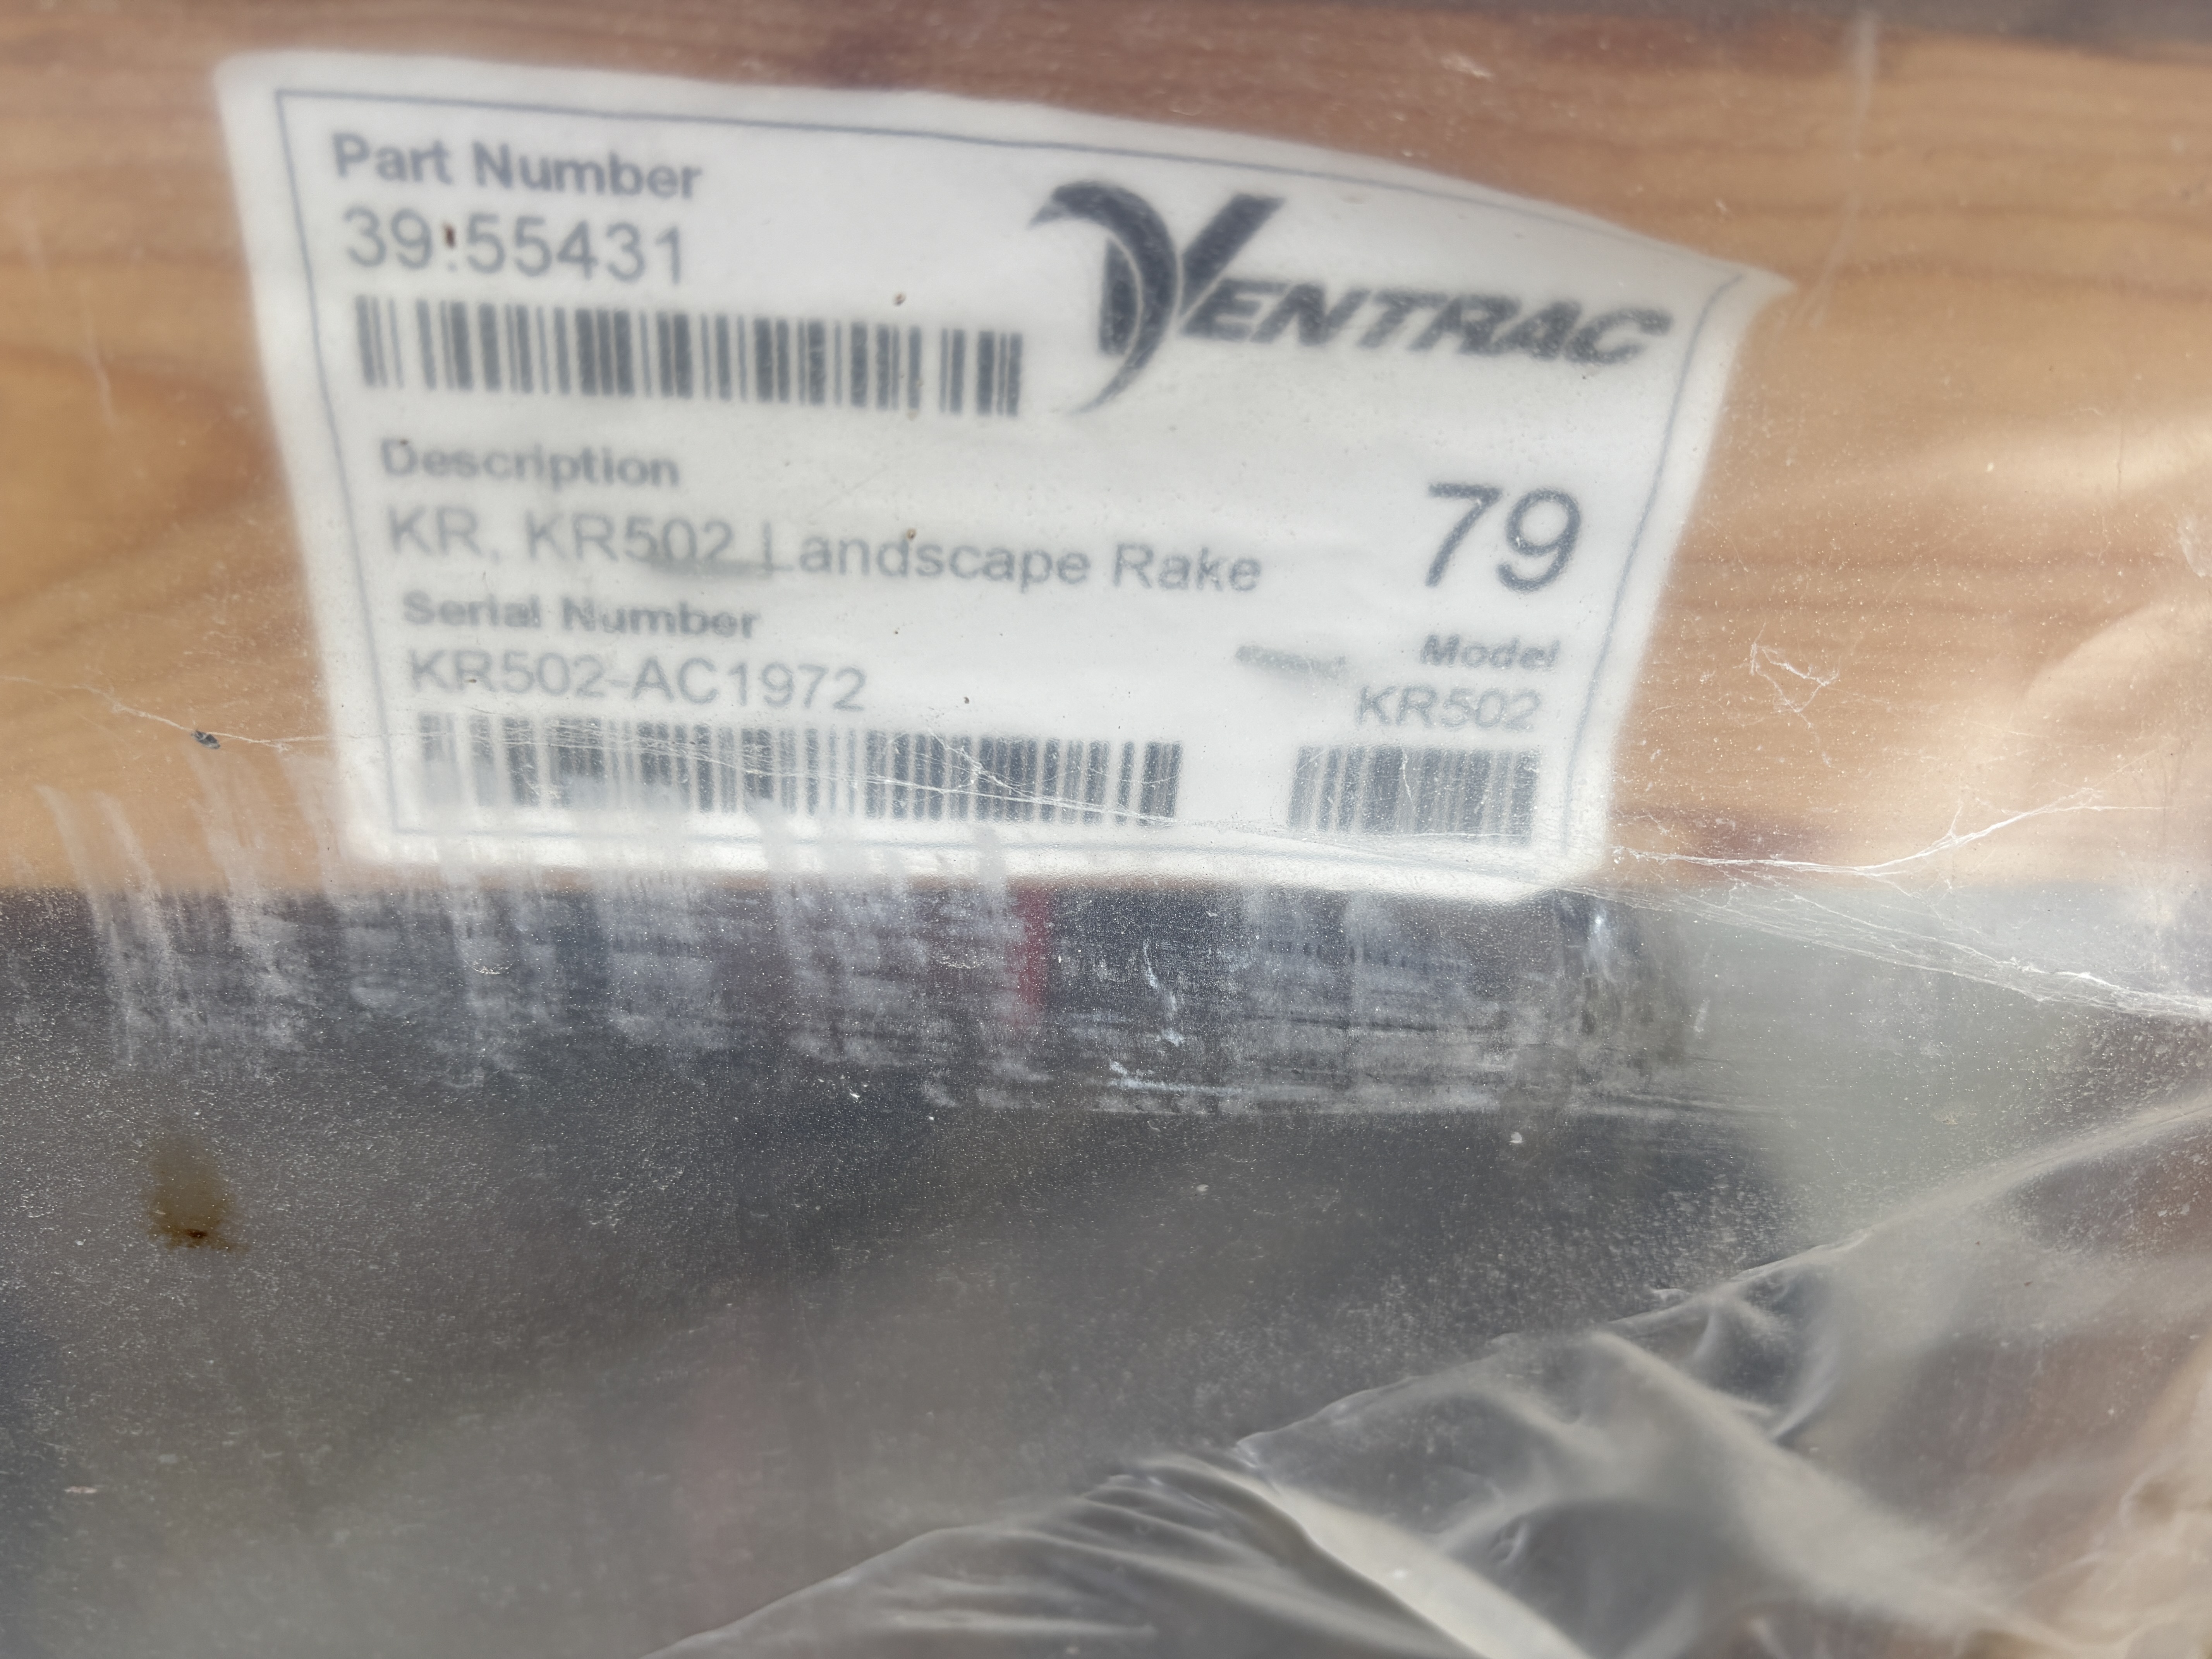 Part Number
39.55431
VENTRAC
Description
KR, KR502 Landscape Rake
79
Serial Number
KR502-AC1972
Model
KR502